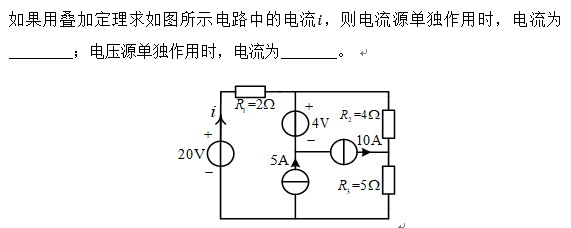 如果用叠加定理求如图所示电路中的电流i，则电流源单独作用时，电流为
________；电压源单独作用时，电流为_______。
R₁=2Ω
i
+
4V
−
R₂=4Ω
10A
+
20V
−
5A
R₃=5Ω